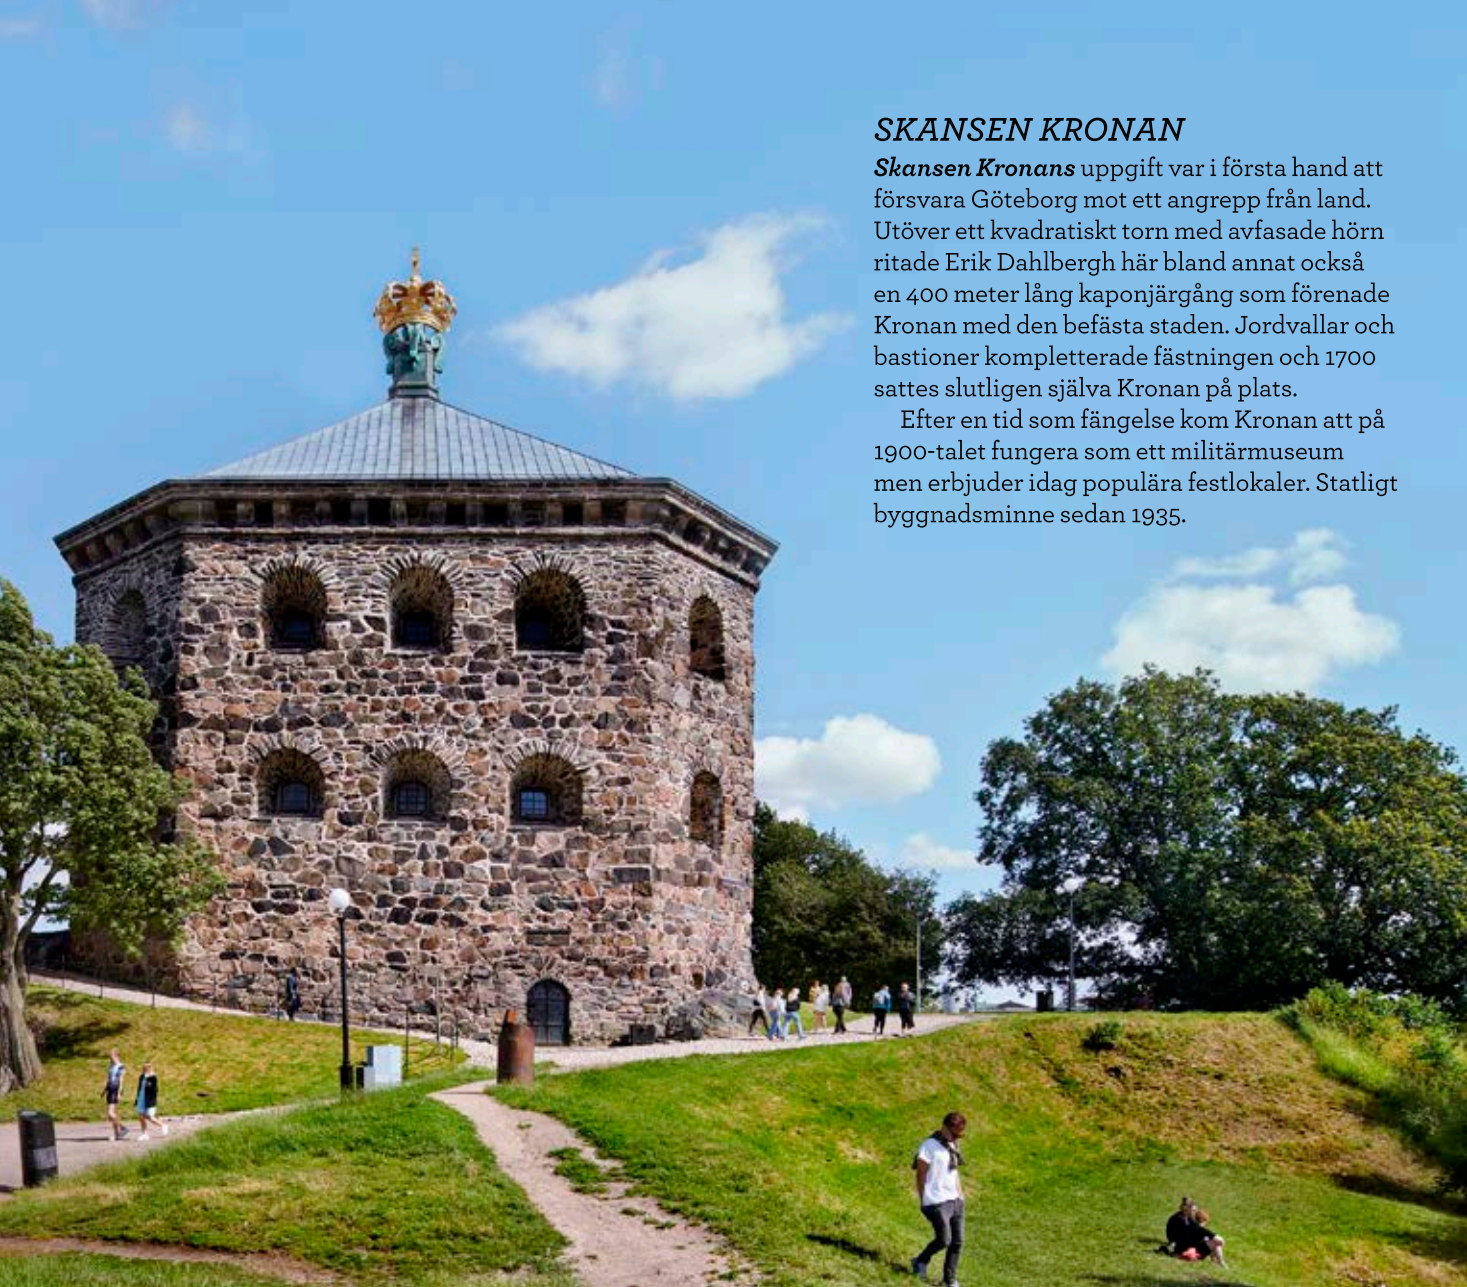 SKANSEN KRONAN
Skansen Kronans uppgift var i första hand att
försvara Göteborg mot ett angrepp från land.
Utöver ett kvadratiskt torn med avfasade hörn
ritade Erik Dahlbergh här bland annat också
en 400 meter lång kaponjärgång som förenade
Kronan med den befästa staden. Jordvallar och
bastioner kompletterade fästningen och 1700
sattes slutligen själva Kronan på plats.
Efter en tid som fängelse kom Kronan att på
1900-talet fungera som ett militärmuseum
men erbjuder idag populära festlokaler. Statligt
byggnadsminne sedan 1935.